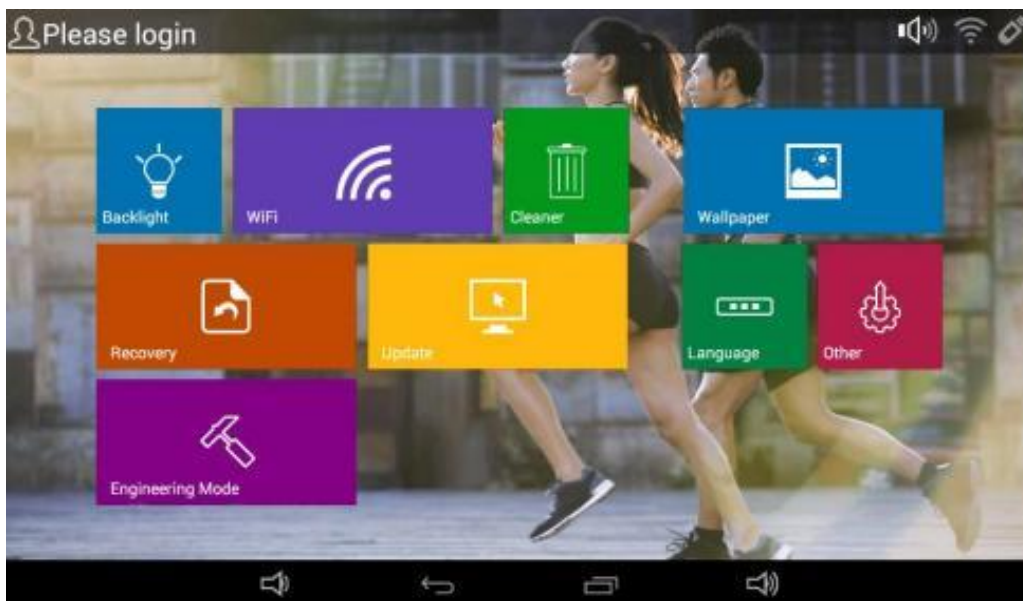 Please login
Backlight
WiFi
Cleaner
Wallpaper
Recovery
Update
Language
Other
Engineering Mode